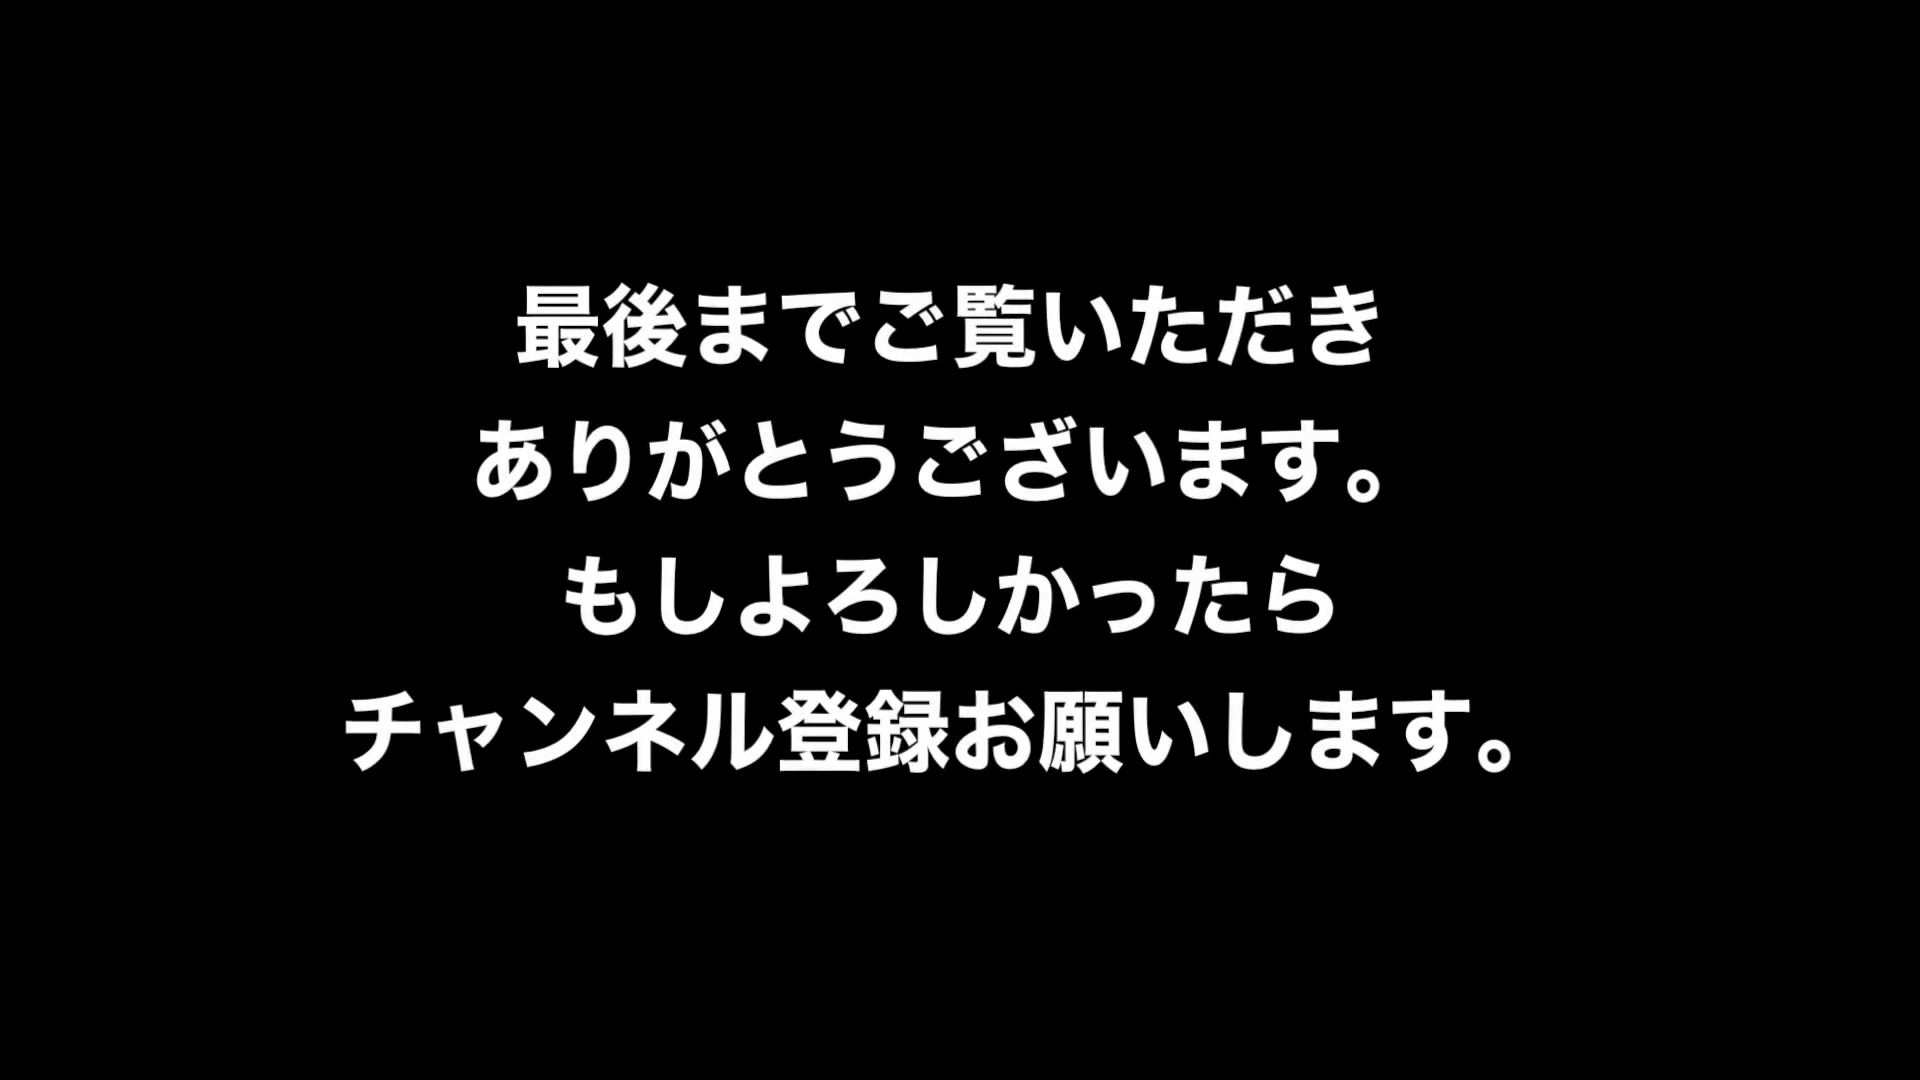 最後までご覧いただき
ありがとうございます。
もしよろしかったら
チャンネル登録お願いします。